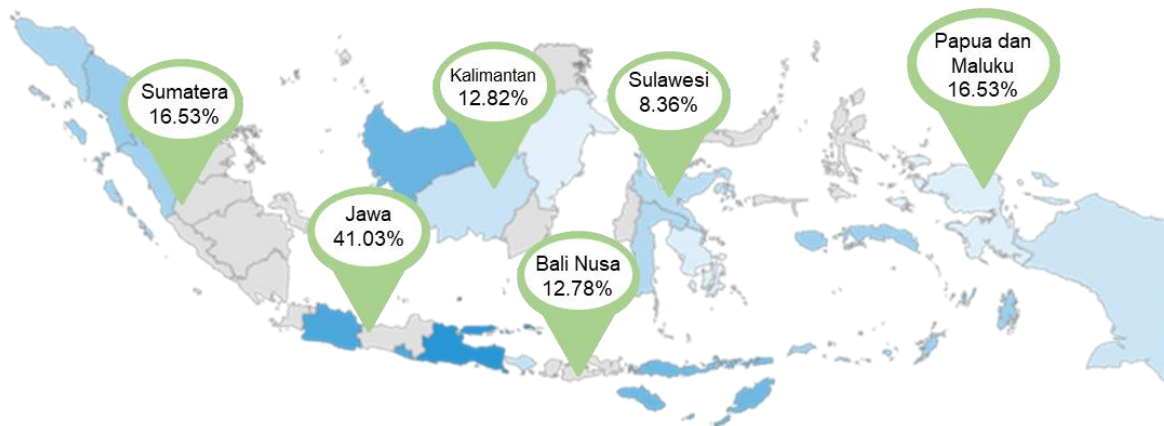 Sumatera
16.53%
Kalimantan
12.82%
Sulawesi
8.36%
Papua dan
Maluku
16.53%
Jawa
41.03%
Bali Nusa
12.78%